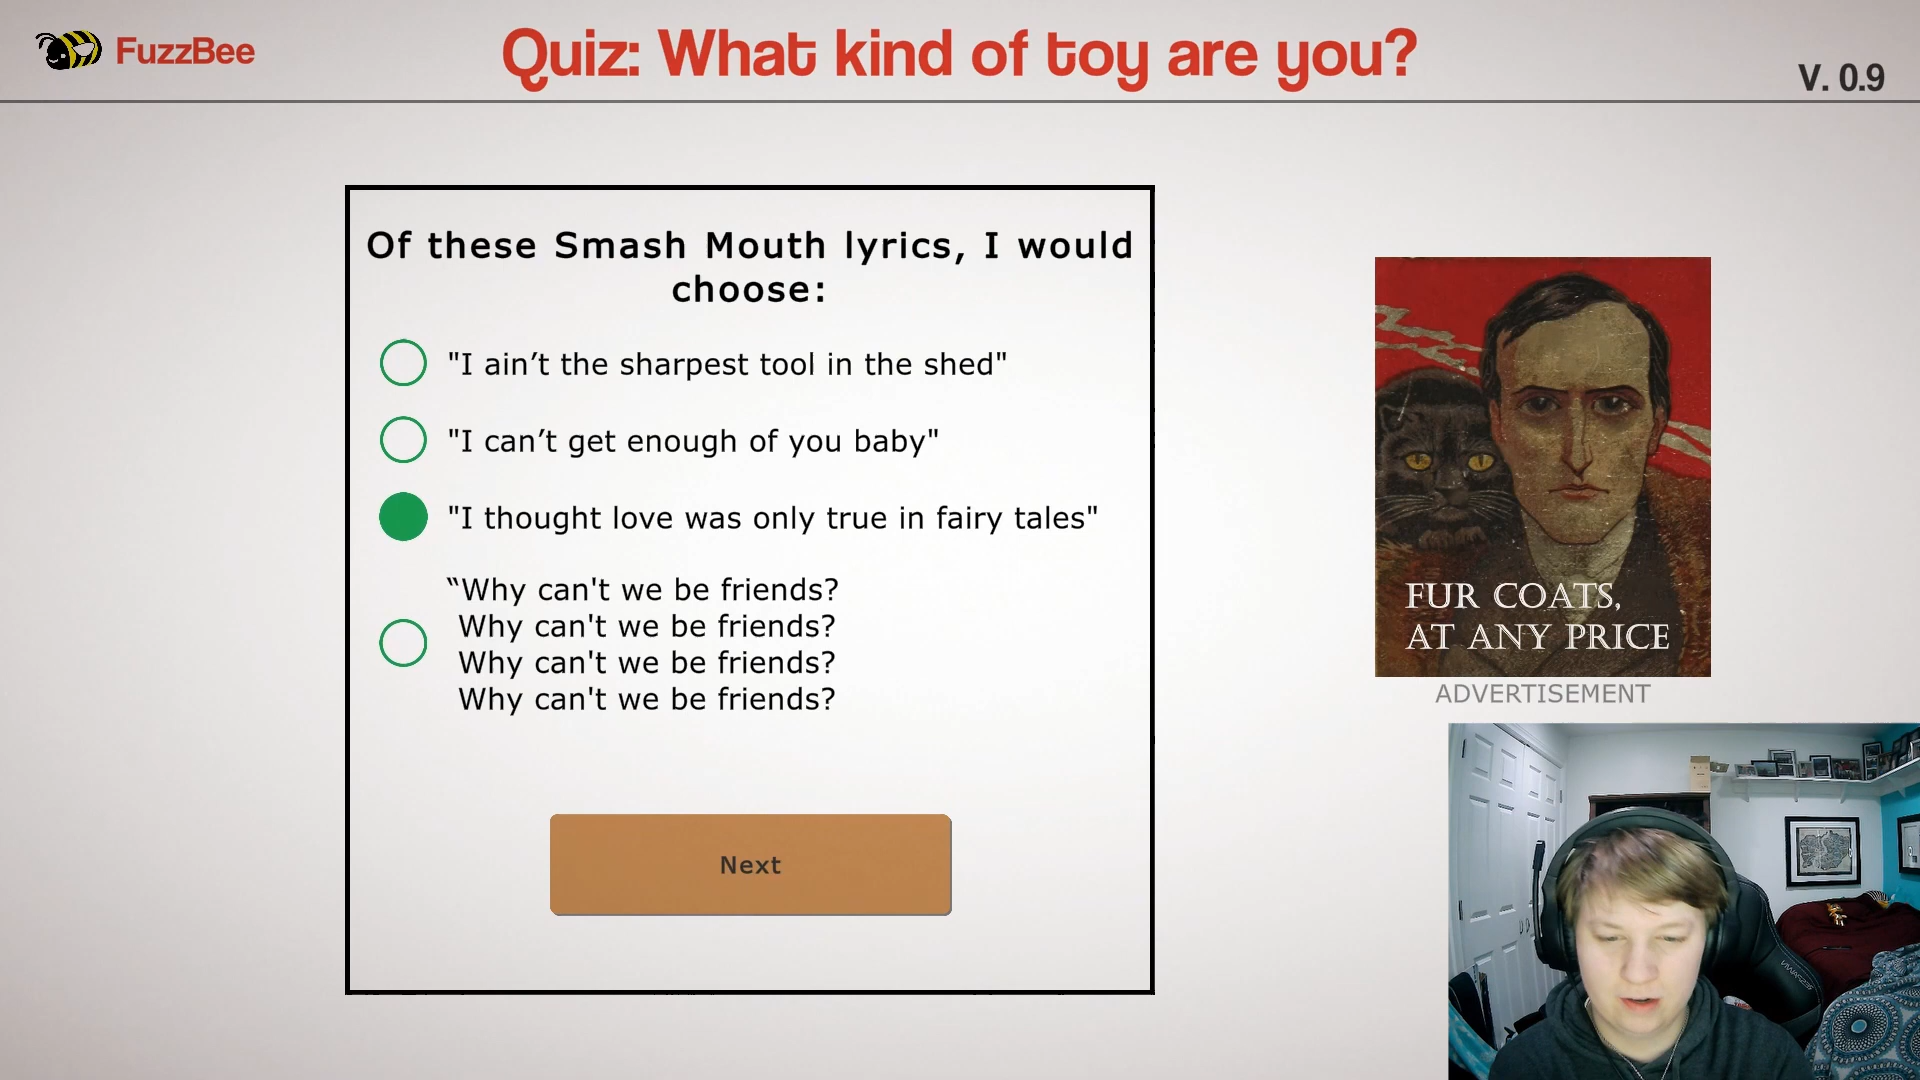 FuzzBee
Quiz: What kind of toy are you?
V. 0.9
Of these Smash Mouth lyrics, I would
choose:
"I ain’t the sharpest tool in the shed"
"I can’t get enough of you baby"
"I thought love was only true in fairy tales"
“Why can't we be friends?
Why can't we be friends?
Why can't we be friends?
Why can't we be friends?
Next
FUR COATS,
AT ANY PRICE
ADVERTISEMENT